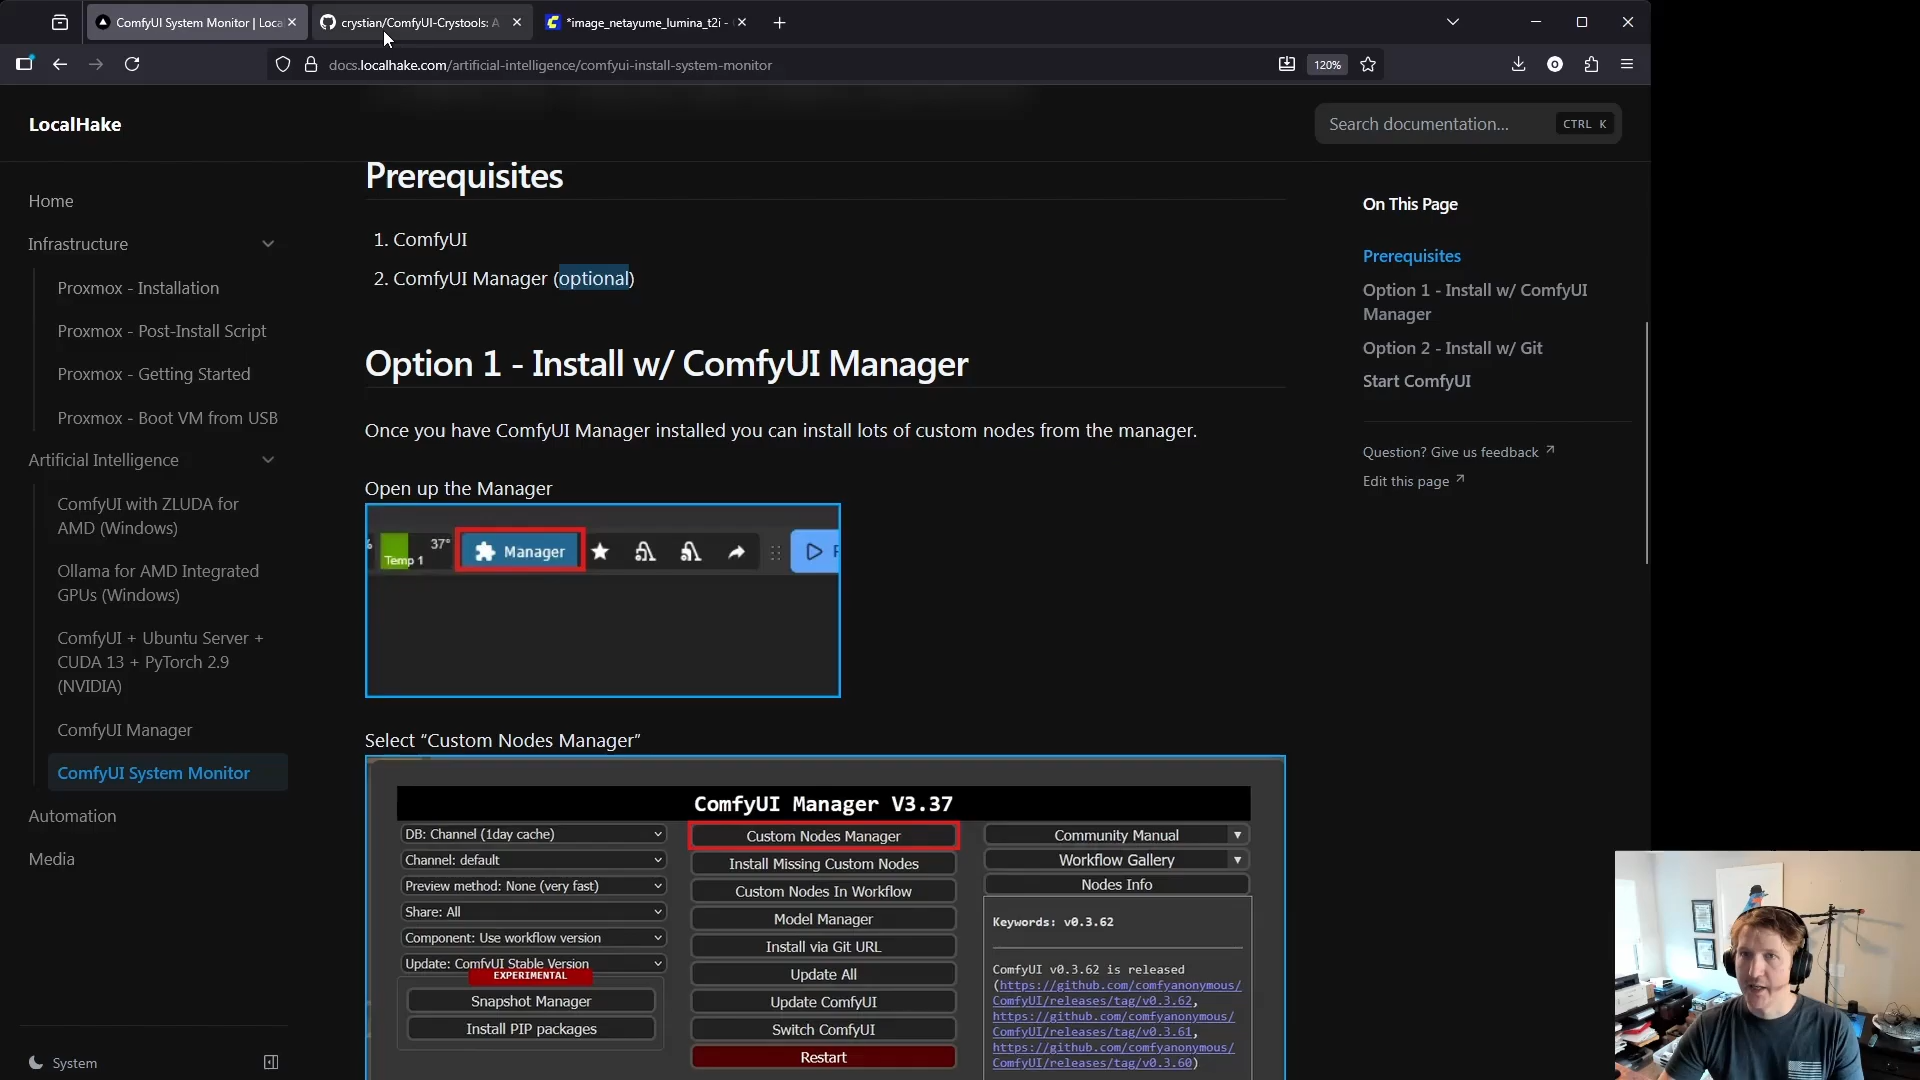 ComfyUI System Monitor | Loca
crystian/ComfyUI-Crystools: A
*image_netayume_lumina_t2i -
docs.localhake.com/artificial-intelligence/comfyui-install-system-monitor
120%
LocalHake
Search documentation...
CTRL K
Home
Infrastructure
Proxmox - Installation
Proxmox - Post-Install Script
Proxmox - Getting Started
Proxmox - Boot VM from USB
Artificial Intelligence
ComfyUI with ZLUDA for
AMD (Windows)
Ollama for AMD Integrated
GPUs (Windows)
ComfyUI + Ubuntu Server +
CUDA 13 + PyTorch 2.9
(NVIDIA)
ComfyUI Manager
ComfyUI System Monitor
Automation
Media
System
Prerequisites
1. ComfyUI
2. ComfyUI Manager (optional)
Option 1 - Install w/ ComfyUI Manager
Once you have ComfyUI Manager installed you can install lots of custom nodes from the manager.
Open up the Manager
%
Temp 1
37°
Manager
Select “Custom Nodes Manager”
ComfyUI Manager V3.37
DB: Channel (1day cache)
Channel: default
Preview method: None (very fast)
Share: All
Component: Use workflow version
Update: ComfyUI Stable Version
EXPERIMENTAL
Snapshot Manager
Install PIP packages
Custom Nodes Manager
Install Missing Custom Nodes
Custom Nodes In Workflow
Model Manager
Install via Git URL
Update All
Update ComfyUI
Switch ComfyUI
Restart
Community Manual
Workflow Gallery
Nodes Info
Keywords: v0.3.62
ComfyUI v0.3.62 is released
(https://github.com/comfyanonymous/
ComfyUI/releases/tag/v0.3.62,
https://github.com/comfyanonymous/
ComfyUI/releases/tag/v0.3.61,
https://github.com/comfyanonymous/
ComfyUI/releases/tag/v0.3.60)
On This Page
Prerequisites
Option 1 - Install w/ ComfyUI
Manager
Option 2 - Install w/ Git
Start ComfyUI
Question? Give us feedback
Edit this page